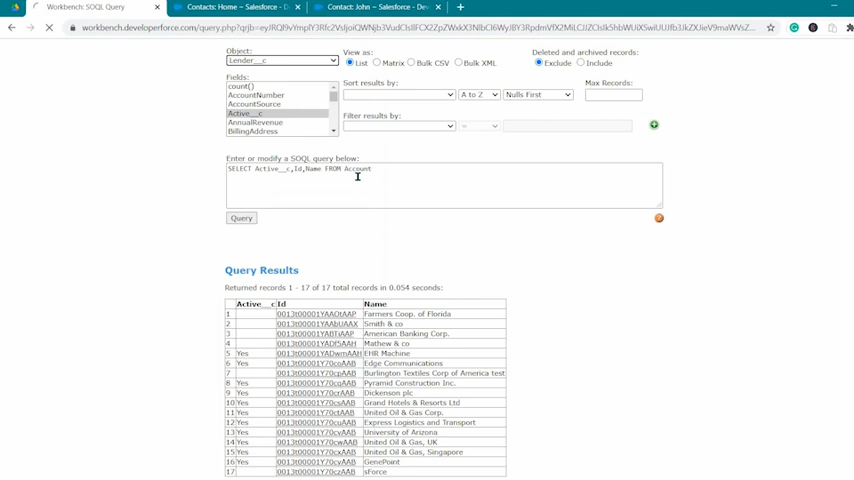 Workbench: SOQL Query
Contacts: Home ~ Salesforce - De
Contact: John ~ Salesforce - Dev
Object:
Lender__c
View as:
List Matrix Bulk CSV Bulk XML
Deleted and archived records:
Exclude Include
Fields:
count()
AccountNumber
AccountSource
Active__c
AnnualRevenue
BillingAddress
Sort results by:
A to Z
Nulls First
Max Records:
Filter results by:
=
Enter or modify a SOQL query below:
SELECT Active__c,Id,Name FROM Account
Query
Query Results
Returned records 1 - 17 of 17 total records in 0.054 seconds:
Active__c Id Name
1 0013t00001YAAOtAAP Farmers Coop. of Florida
2 0013t00001YAAbUAAX Smith & co
3 0013t00001YABTiAAP American Banking Corp.
4 0013t00001YADf5AAH Mathew & co
5 Yes 0013t00001YADwmAAH EHR Machine
6 Yes 0013t00001Y70coAAB Edge Communications
7 0013t00001Y70cpAAB Burlington Textiles Corp of America test
8 Yes 0013t00001Y70cqAAB Pyramid Construction Inc.
9 Yes 0013t00001Y70crAAB Dickenson plc
10 Yes 0013t00001Y70csAAB Grand Hotels & Resorts Ltd
11 Yes 0013t00001Y70ctAAB United Oil & Gas Corp.
12 Yes 0013t00001Y70cuAAB Express Logistics and Transport
13 Yes 0013t00001Y70cvAAB University of Arizona
14 Yes 0013t00001Y70cwAAB United Oil & Gas, UK
15 Yes 0013t00001Y70cxAAB United Oil & Gas, Singapore
16 Yes 0013t00001Y70cyAAB GenePoint
17 0013t00001Y70czAAB sForce